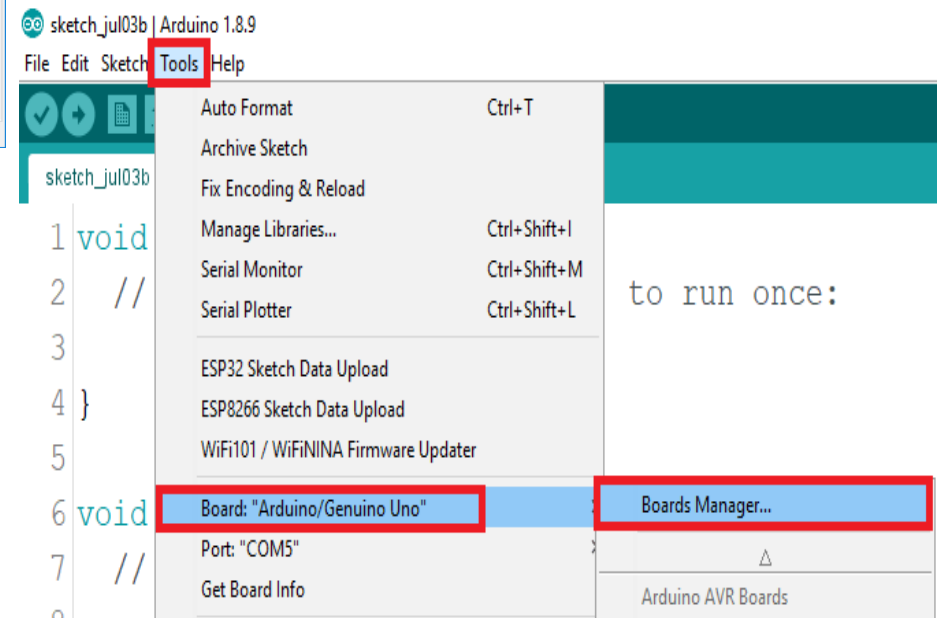 sketch_jul03b | Arduino 1.8.9
File Edit Sketch Tools Help
Auto Format Ctrl+T
Archive Sketch
sketch_jul03b
Fix Encoding & Reload
Manage Libraries... Ctrl+Shift+I
1 void
Serial Monitor Ctrl+Shift+M
2 // to run once:
Serial Plotter Ctrl+Shift+L
3
ESP32 Sketch Data Upload
4 }
ESP8266 Sketch Data Upload
5
WiFi101 / WiFiNINA Firmware Updater
6 void
Board: "Arduino/Genuino Uno"
Boards Manager...
Port: "COM5"
7 //
Get Board Info
Arduino AVR Boards